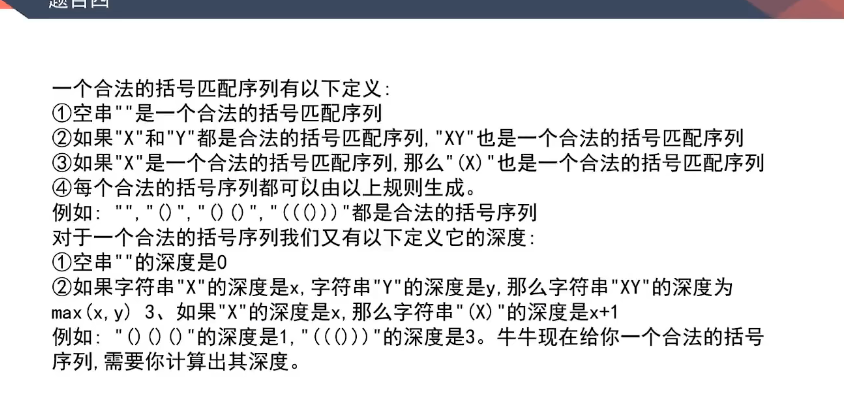 题目四
一个合法的括号匹配序列有以下定义:
①空串""是一个合法的括号匹配序列
②如果"X"和"Y"都是合法的括号匹配序列,"XY"也是一个合法的括号匹配序列
③如果"X"是一个合法的括号匹配序列,那么"(X)"也是一个合法的括号匹配序列
④每个合法的括号序列都可以由以上规则生成。
例如: "","()","()()","((()))"都是合法的括号序列
对于一个合法的括号序列我们又有以下定义它的深度:
①空串""的深度是0
②如果字符串"X"的深度是x,字符串"Y"的深度是y,那么字符串"XY"的深度为
max(x,y) 3、如果"X"的深度是x,那么字符串"(X)"的深度是x+1
例如: "()()()"的深度是1,"((()))"的深度是3。牛牛现在给你一个合法的括号
序列,需要你计算出其深度。